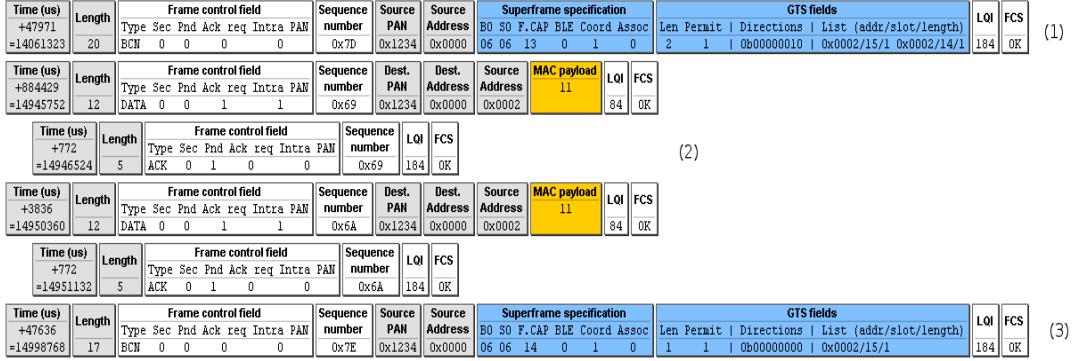 Time (us) Length Frame control field Sequence number Source PAN Source Address Superframe specification GTS fields LQI FCS
+47971 Type Sec Pnd Ack req Intra PAN BO SO F.CAP BLE Coord Assoc Len Permit | Directions | List (addr/slot/length)
=14061323 20 BCN 0 0 0 0 0x7D 0x1234 0x0000 06 06 13 0 1 0 2 1 | 0b00000010 | 0x0002/15/1 0x0002/14/1 184 OK
(1)
Time (us) Length Frame control field Sequence number Dest. PAN Dest. Address Source Address MAC payload LQI FCS
+884429 Type Sec Pnd Ack req Intra PAN 11
=14945752 12 DATA 0 0 1 1 0x69 0x1234 0x0000 0x0002 84 OK
Time (us) Length Frame control field Sequence number LQI FCS
+772 Type Sec Pnd Ack req Intra PAN
=14946524 5 ACK 0 1 0 0 0x69 184 OK
(2)
Time (us) Length Frame control field Sequence number Dest. PAN Dest. Address Source Address MAC payload LQI FCS
+3836 Type Sec Pnd Ack req Intra PAN 11
=14950360 12 DATA 0 0 1 1 0x6A 0x1234 0x0000 0x0002 84 OK
Time (us) Length Frame control field Sequence number LQI FCS
+772 Type Sec Pnd Ack req Intra PAN
=14951132 5 ACK 0 1 0 0 0x6A 184 OK
Time (us) Length Frame control field Sequence number Source PAN Source Address Superframe specification GTS fields LQI FCS
+47636 Type Sec Pnd Ack req Intra PAN BO SO F.CAP BLE Coord Assoc Len Permit | Directions | List (addr/slot/length)
=14998768 17 BCN 0 0 0 0 0x7E 0x1234 0x0000 06 06 14 0 1 0 1 1 | 0b00000000 | 0x0002/15/1 184 OK
(3)